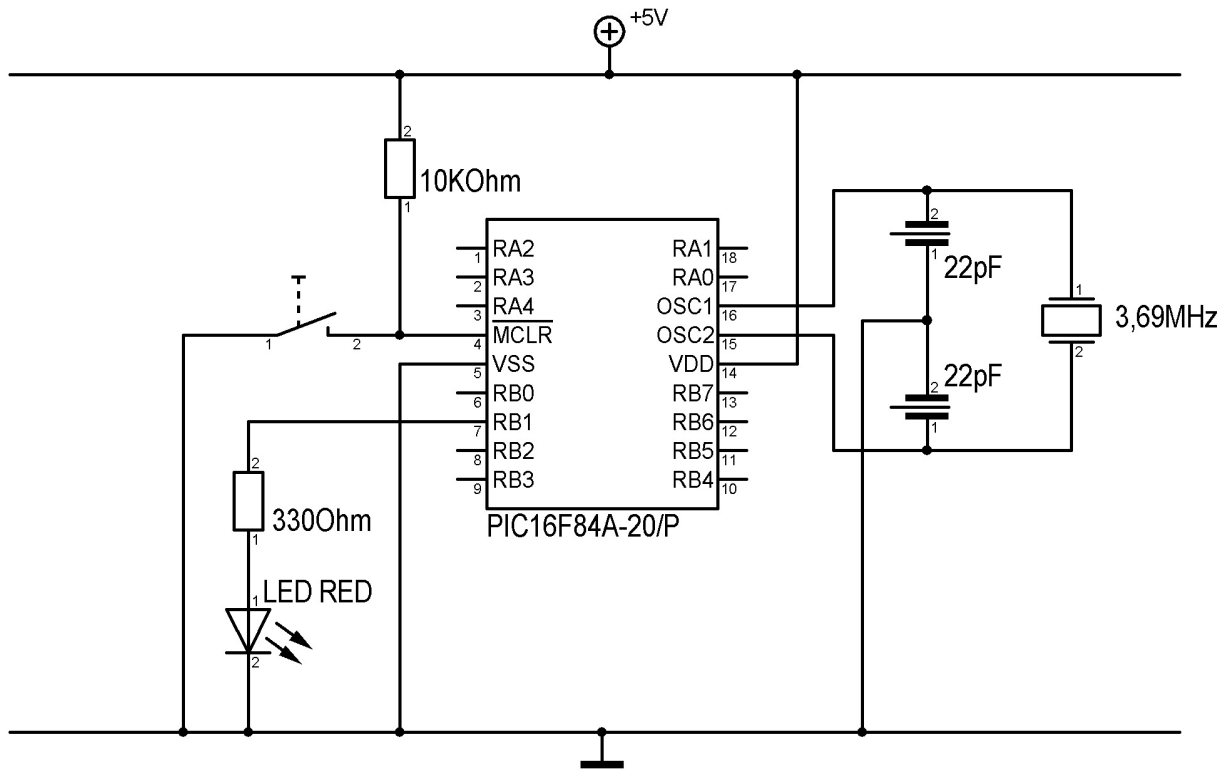 +5V
2
10KOhm
1
RA2
1
RA3
2
RA4
3
MCLR
4
VSS
5
RB0
6
RB1
7
RB2
8
RB3
9
RA1
18
RA0
17
OSC1
16
OSC2
15
VDD
14
RB7
13
RB6
12
RB5
11
RB4
10
PIC16F84A-20/P
1
2
2
330Ohm
1
LED RED
1
2
2
1
22pF
22pF
2
1
1
3,69MHz
2